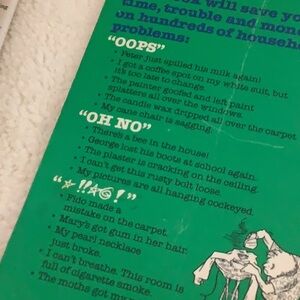 will save you
time, trouble and mone
on hundreds of househ
problems:
"OOPS"
• Peter just spilled his milk again!
• I got a coffee spot on my white suit, but
it's too late to change.
• The painter goofed and left paint
splatters all over the windows.
• The candle wax dripped all over the carpet
• My cane chair is sagging.
"OH NO"
• There's a bee in the house!
• George lost his boots at school again.
• The plaster is cracking on the ceiling.
• I can't get this rusty bolt loose.
• My pictures are all hanging cockeyed.
"*!!#@!"
• Fido made a
mistake on the carpet.
• Mary's got gum in her hair.
• My pearl necklace
just broke.
• I can't breathe. This room is
full of cigarette smoke.
• The moths got my